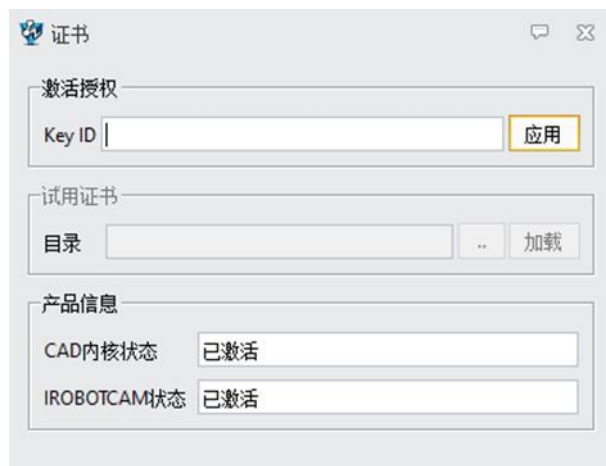 证书
激活授权
Key ID 应用
试用证书
目录 .. 加载
产品信息
CAD内核状态 已激活
IROBOTCAM状态 已激活